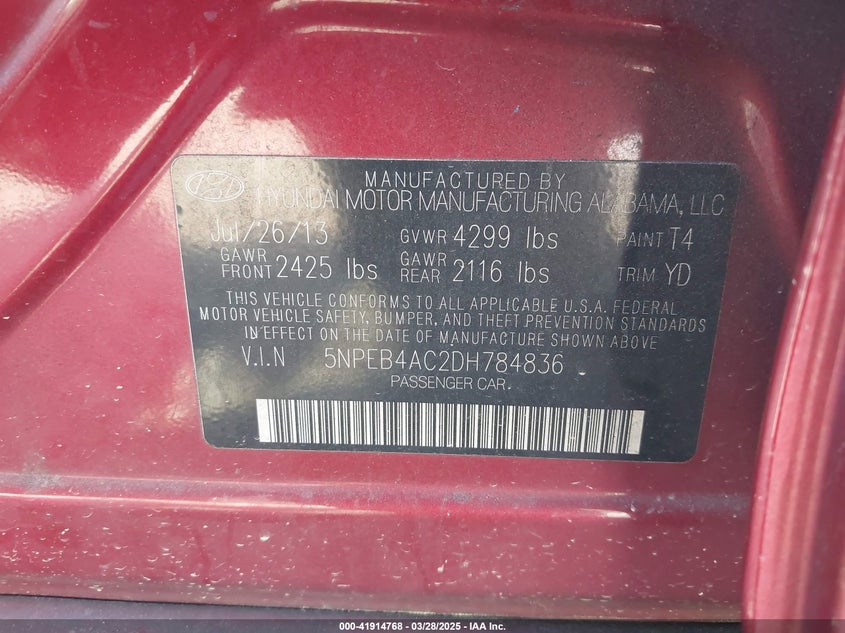 MANUFACTURED BY
HYUNDAI MOTOR MANUFACTURING ALABAMA, LLC
Jul/26/13 GVWR 4299 lbs PAINT T4
GAWR FRONT 2425 lbs GAWR REAR 2116 lbs TRIM YD
THIS VEHICLE CONFORMS TO ALL APPLICABLE U.S.A. FEDERAL
MOTOR VEHICLE SAFETY, BUMPER, AND THEFT PREVENTION STANDARDS
IN EFFECT ON THE DATE OF MANUFACTURE SHOWN ABOVE
V.I.N 5NPEB4AC2DH784836
PASSENGER CAR.
000-41914768 - 03/28/2025 - IAA Inc.